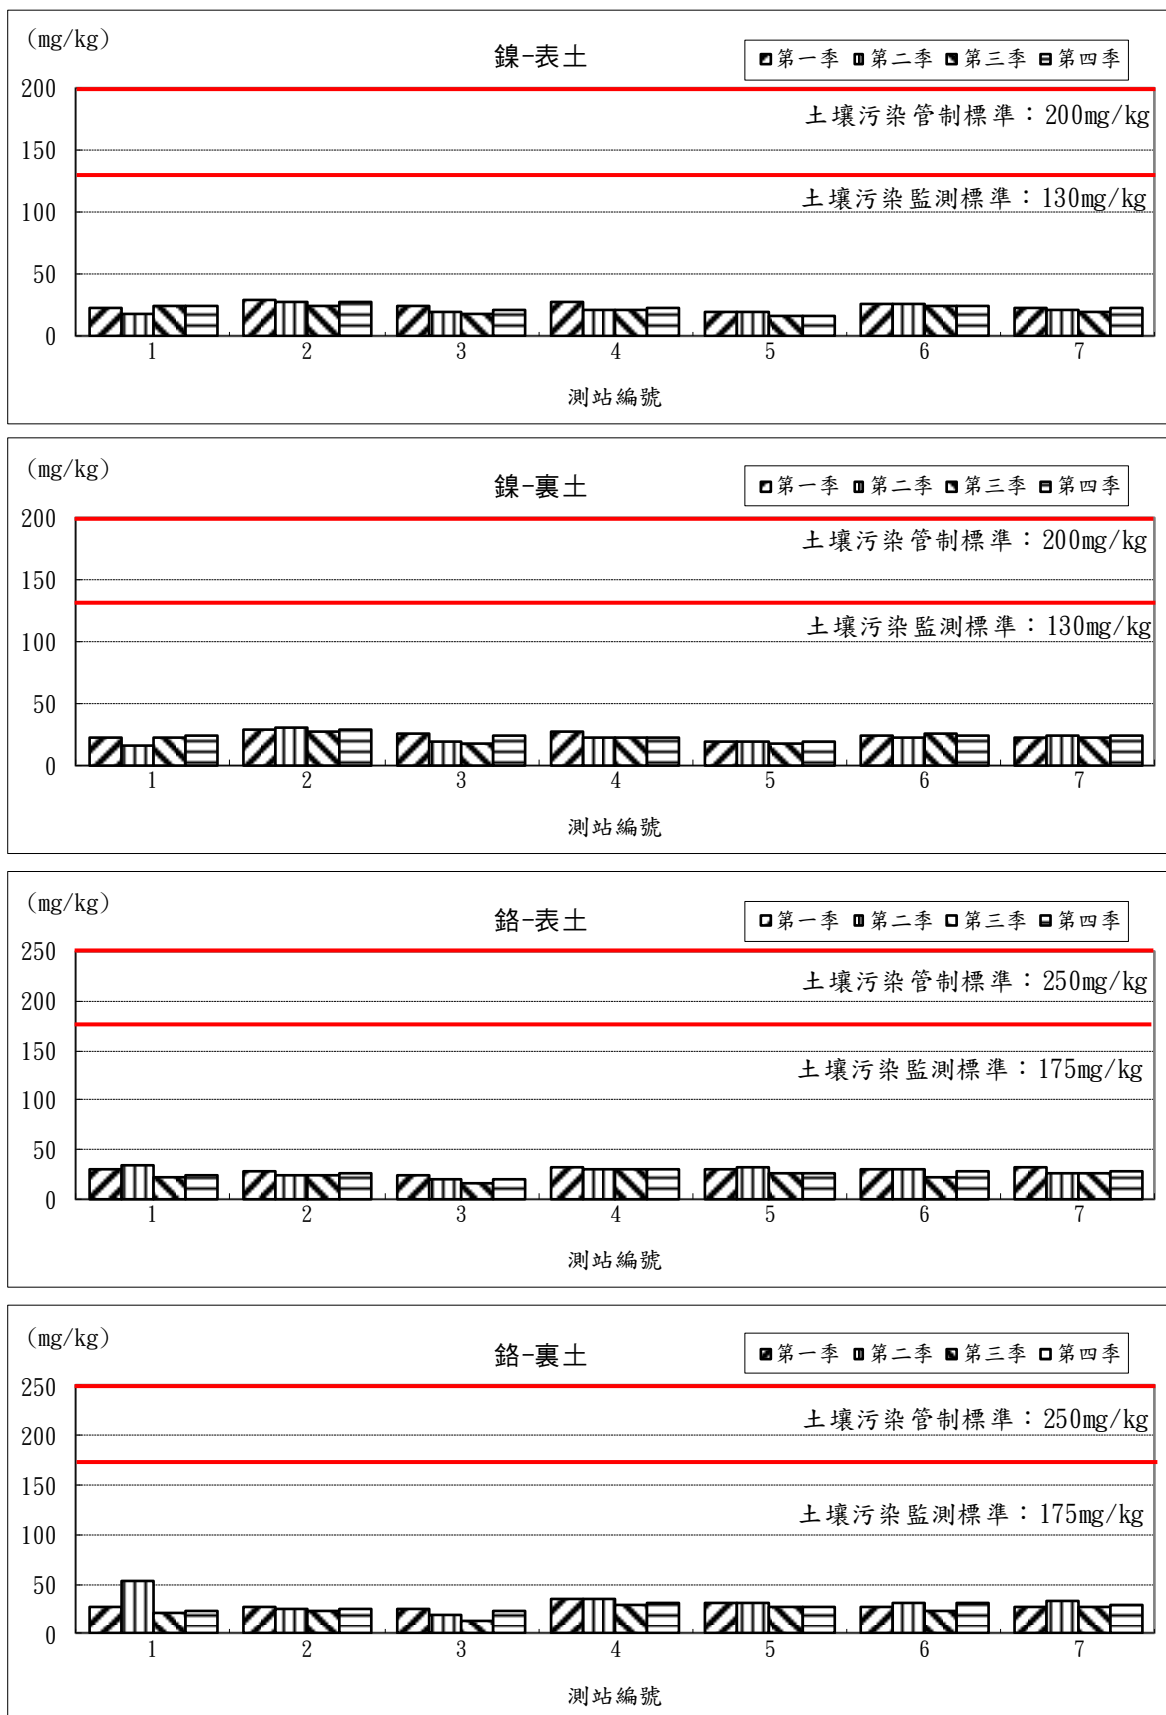 (mg/kg)
鎳-表土
第一季 第二季 第三季 第四季
200
土壤污染管制標準：200mg/kg
150
土壤污染監測標準：130mg/kg
100
50
0
1 2 3 4 5 6 7
測站編號
(mg/kg)
鎳-裏土
第一季 第二季 第三季 第四季
200
土壤污染管制標準：200mg/kg
150
土壤污染監測標準：130mg/kg
100
50
0
1 2 3 4 5 6 7
測站編號
(mg/kg)
鉻-表土
第一季 第二季 第三季 第四季
250
土壤污染管制標準：250mg/kg
200
150
土壤污染監測標準：175mg/kg
100
50
0
1 2 3 4 5 6 7
測站編號
(mg/kg)
鉻-裏土
第一季 第二季 第三季 第四季
250
土壤污染管制標準：250mg/kg
200
150
土壤污染監測標準：175mg/kg
100
50
0
1 2 3 4 5 6 7
測站編號